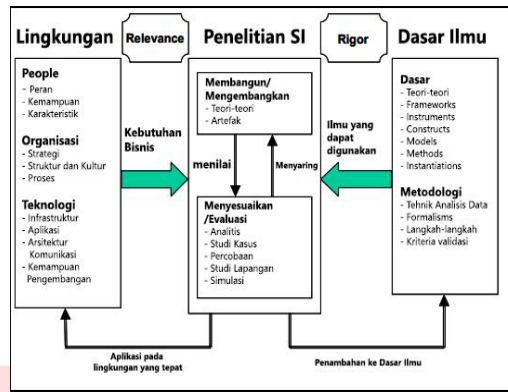 Lingkungan
Relevance
Penelitian SI
Rigor
Dasar Ilmu
People
- Peran
- Kemampuan
- Karakteristik
Organisasi
- Strategi
- Struktur dan Kultur
- Proses
Teknologi
- Infrastruktur
- Aplikasi
- Arsitektur
Komunikasi
- Kemampuan
Pengembangan
Kebutuhan
Bisnis
Membangun/
Mengembangkan
- Teori-teori
- Artefak
menilai
Menyaring
Menyesuaikan
/Evaluasi
- Analitis
- Studi Kasus
- Percobaan
- Studi Lapangan
- Simulasi
Ilmu yang
dapat
digunakan
Dasar
- Teori-teori
- Frameworks
- Instruments
- Constructs
- Models
- Methods
- Instantiations
Metodologi
- Tehnik Analisis Data
- Formalisms
- Langkah-langkah
- Kriteria validasi
Aplikasi pada
lingkungan yang tepat
Penambahan ke Dasar Ilmu